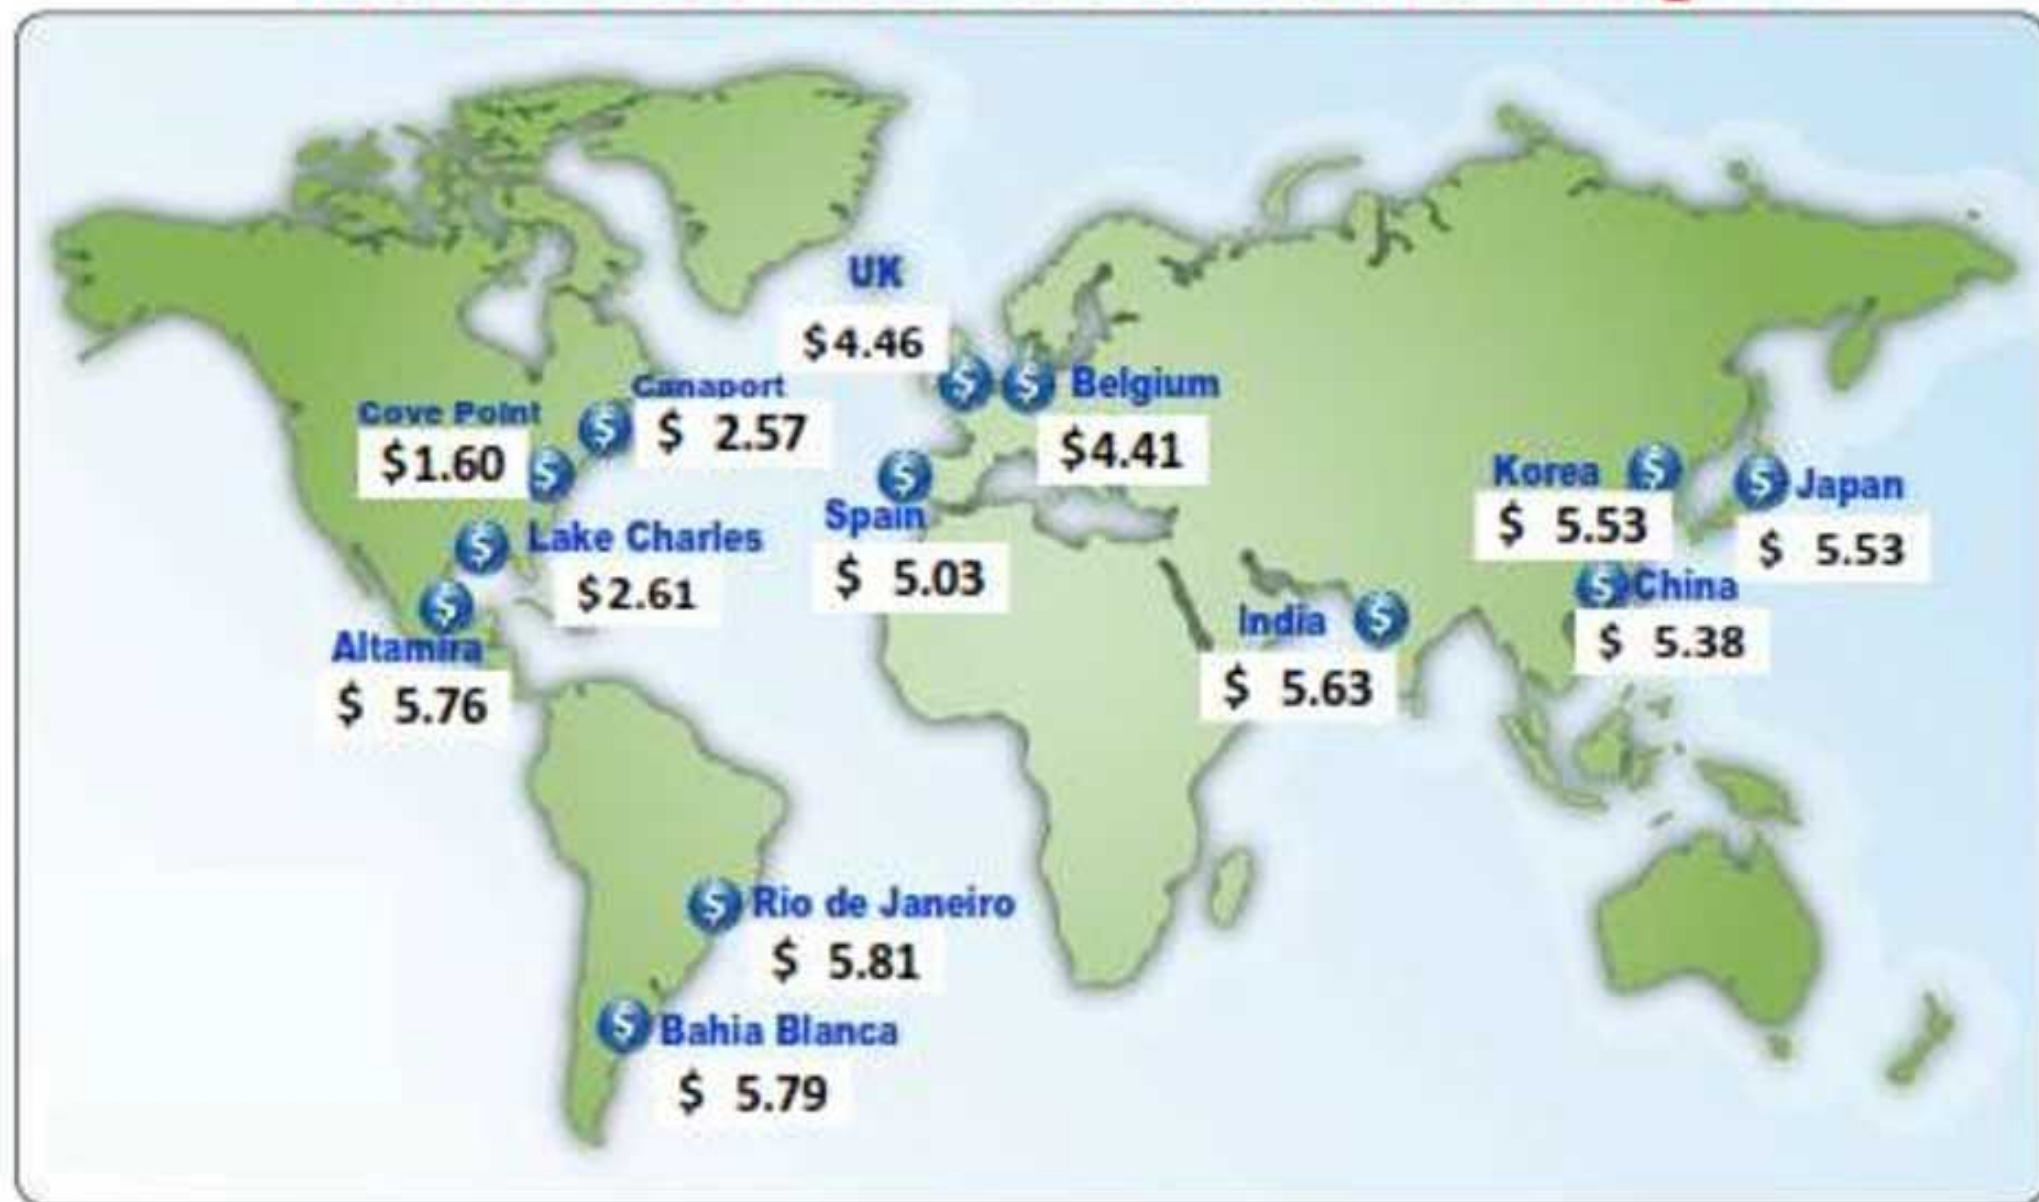 UK
$4.46
Canaport
$ 2.57
Cove Point
$1.60
Belgium
$4.41
Lake Charles
$2.61
Spain
$ 5.03
Altamira
$ 5.76
Korea
$ 5.53
Japan
$ 5.53
China
$ 5.38
India
$ 5.63
Rio de Janeiro
$ 5.81
Bahia Blanca
$ 5.79